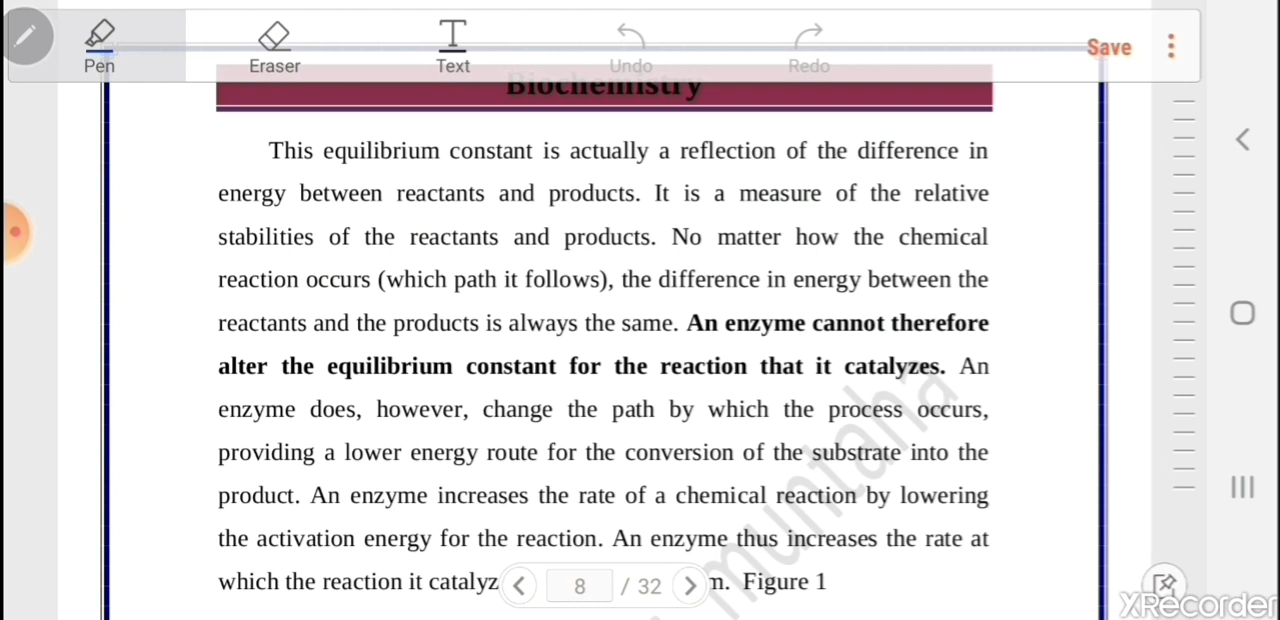 Pen
Eraser
Text
Undo
Redo
Save
Biochemistry
This equilibrium constant is actually a reflection of the difference in
energy between reactants and products. It is a measure of the relative
stabilities of the reactants and products. No matter how the chemical
reaction occurs (which path it follows), the difference in energy between the
reactants and the products is always the same. An enzyme cannot therefore
alter the equilibrium constant for the reaction that it catalyzes. An
enzyme does, however, change the path by which the process occurs,
providing a lower energy route for the conversion of the substrate into the
product. An enzyme increases the rate of a chemical reaction by lowering
the activation energy for the reaction. An enzyme thus increases the rate at
which the reaction it catalyz
m. Figure 1
8 / 32
muntaha
XRecorder